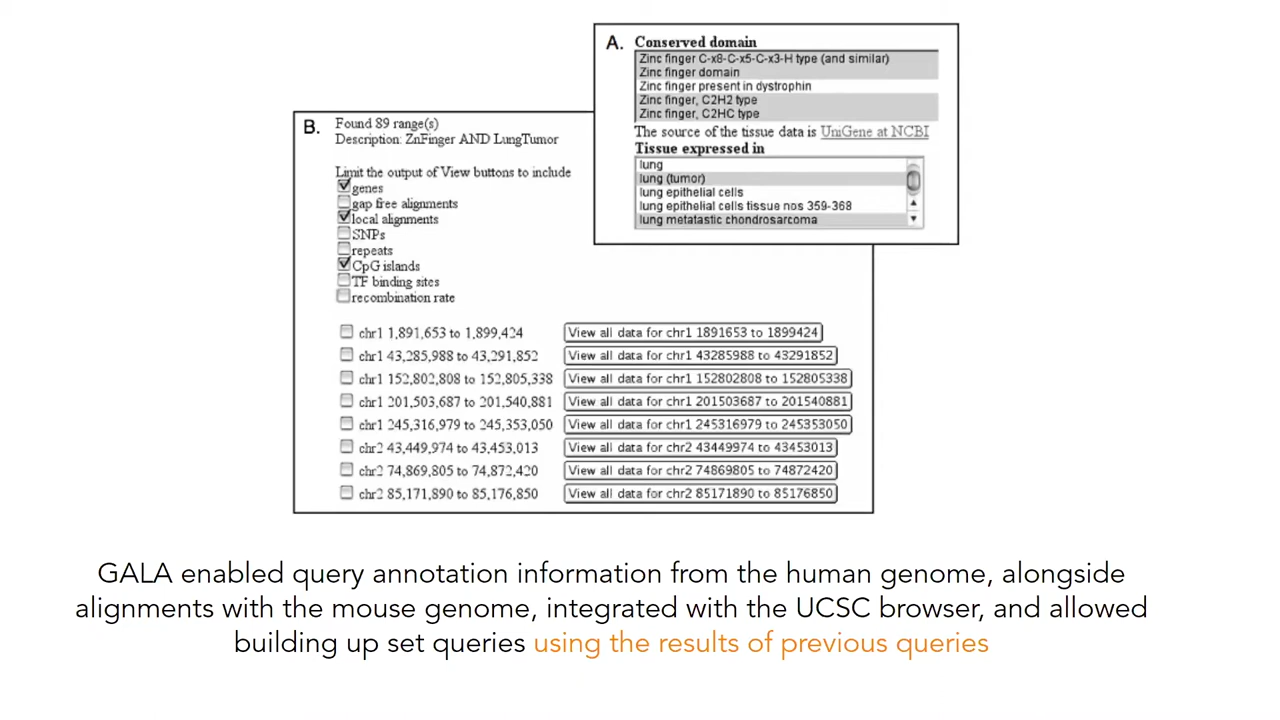 A. Conserved domain
Zinc finger C-x8-C-x5-C-x3-H type (and similar)
Zinc finger domain
Zinc finger present in dystrophin
Zinc finger, C2H2 type
Zinc finger, C2HC type
The source of the tissue data is UniGene at NCBI
Tissue expressed in
lung
lung (tumor)
lung epithelial cells
lung epithelial cells tissue nos 359-368
lung metatastic chondrosarcoma
B. Found 89 range(s)
Description: ZnFinger AND LungTumor
Limit the output of View buttons to include
genes
gap free alignments
local alignments
SNPs
repeats
CpG islands
TF binding sites
recombination rate
chr1 1,891,653 to 1,899,424 View all data for chr1 1891653 to 1899424
chr1 43,285,988 to 43,291,852 View all data for chr1 43285988 to 43291852
chr1 152,802,808 to 152,805,338 View all data for chr1 152802808 to 152805338
chr1 201,503,687 to 201,540,881 View all data for chr1 201503687 to 201540881
chr1 245,316,979 to 245,353,050 View all data for chr1 245316979 to 245353050
chr2 43,449,974 to 43,453,013 View all data for chr2 43449974 to 43453013
chr2 74,869,805 to 74,872,420 View all data for chr2 74869805 to 74872420
chr2 85,171,890 to 85,176,850 View all data for chr2 85171890 to 85176850
GALA enabled query annotation information from the human genome, alongside
alignments with the mouse genome, integrated with the UCSC browser, and allowed
building up set queries using the results of previous queries